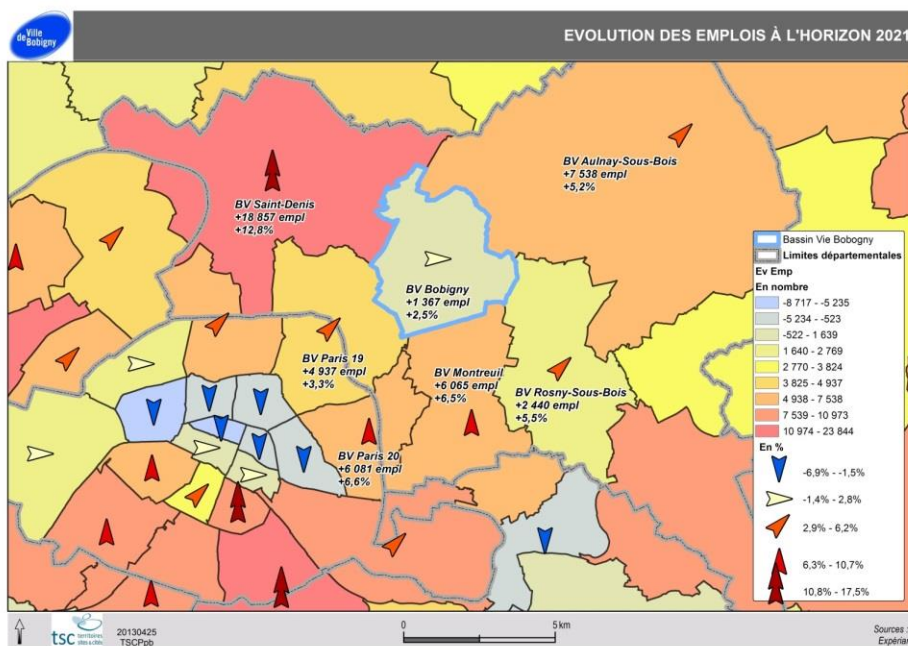 de Ville
Bobigny
EVOLUTION DES EMPLOIS À L'HORIZON 2021
BV Aulnay-Sous-Bois
+7 538 empl
+5,2%
BV Saint-Denis
+18 857 empl
+12,8%
BV Bobigny
+1 367 empl
+2,5%
BV Paris 19
+4 937 empl
+3,3%
BV Montreuil
+6 065 empl
+6,5%
BV Rosny-Sous-Bois
+2 440 empl
+5,5%
BV Paris 20
+6 081 empl
+6,6%
Bassin Vie Bobogny
Limites départementales
Ev Emp
En nombre
-8 717 - -5 235
-5 234 - -523
-522 - 1 639
1 640 - 2 769
2 770 - 3 824
3 825 - 4 937
4 938 - 7 538
7 539 - 10 973
10 974 - 23 844
En %
-6,9% - -1,5%
-1,4% - 2,8%
2,9% - 6,2%
6,3% - 10,7%
10,8% - 17,5%
tsc territoires sites & cités
20130425
TSCPpb
0 5 km
Sources :
Expérian